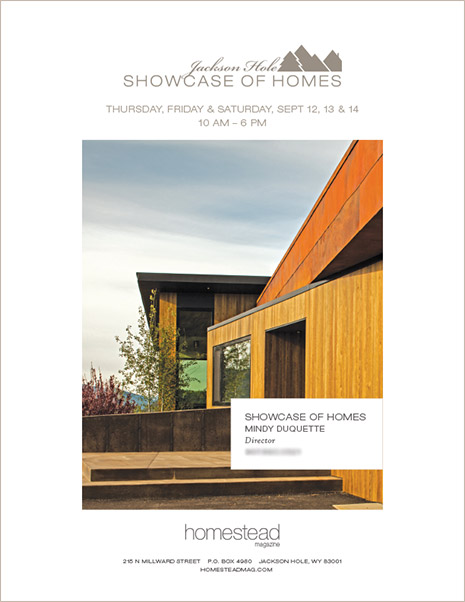 Jackson Hole
SHOWCASE OF HOMES
THURSDAY, FRIDAY & SATURDAY, SEPT 12, 13 & 14
10 AM – 6 PM
SHOWCASE OF HOMES
MINDY DUQUETTE
Director
homestead
magazine
215 N MILLWARD STREET P.O. BOX 4980 JACKSON HOLE, WY 83001
HOMESTEADMAG.COM